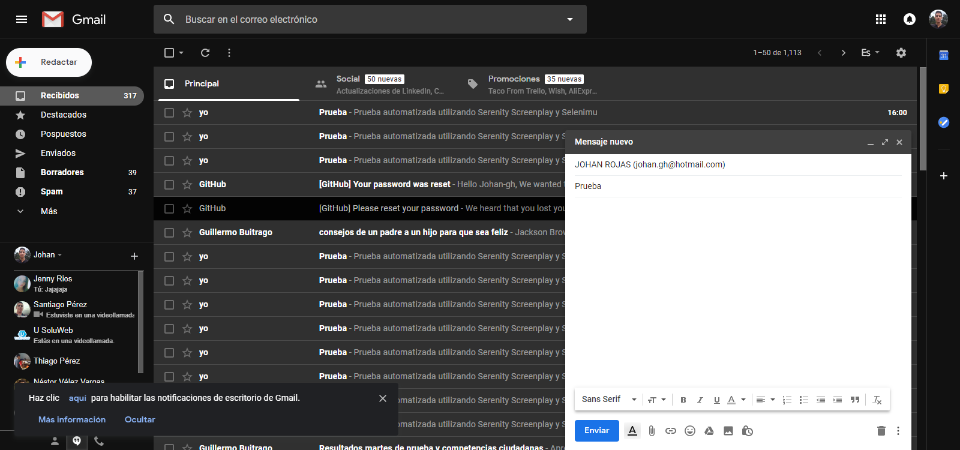 Gmail
Buscar en el correo electrónico
Redactar
1–50 de 1,113
Es
Recibidos 317
Destacados
Pospuestos
Enviados
Borradores 39
Spam 37
Más
Principal
Social 50 nuevas
Actualizaciones de LinkedIn, C…
Promociones 35 nuevas
Taco From Trello, Wish, AliExpr…
yo Prueba - Prueba automatizada utilizando Serenity Screenplay y Selenimu 16:00
yo Prueba - Prueba automatizada utilizando Serenity Screenplay y S
yo Prueba - Prueba automatizada utilizando Serenity Screenplay y S
GitHub [GitHub] Your password was reset - Hello Johan-gh, We wanted t
GitHub [GitHub] Please reset your password - We heard that you lost you
Guillermo Buitrago consejos de un padre a un hijo para que sea feliz - Jackson Brow
yo Prueba - Prueba automatizada utilizando Serenity Screenplay y S
yo Prueba - Prueba automatizada utilizando Serenity Screenplay y S
yo Prueba - Prueba automatizada utilizando Serenity Screenplay y S
yo Prueba - Prueba automatizada utilizando Serenity Screenplay y S
yo Prueba - Prueba automatizada utilizando Serenity Screenplay y S
yo Prueba - Prueba automatizada utilizando Serenity Screenplay y S
automatizada utilizando Serenity Screenplay y S
automatizada utilizando Serenity Screenplay y S
Guillermo Buitrago Resultados martes de prueba y competencias ciudadanas -
Johan
Jenny Rios
Tú: Jajajaja
Santiago Pérez
Estuviste en una videollamada
U SoluWeb
Estás en una videollamada.
Thiago Pérez
Néstor Vélez Vargas
Haz clic aquí para habilitar las notificaciones de escritorio de Gmail.
Más información Ocultar
Mensaje nuevo
JOHAN ROJAS (johan.gh@hotmail.com)
Prueba
Sans Serif
Enviar